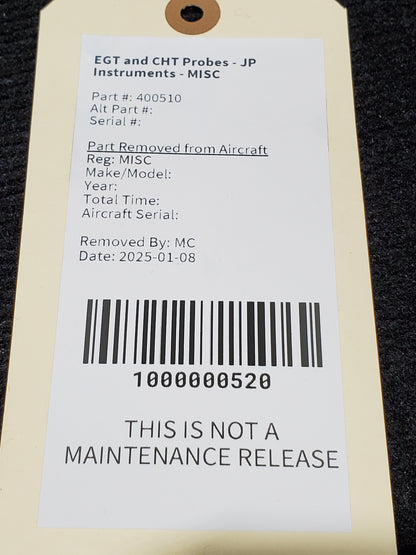 EGT and CHT Probes - JP
Instruments - MISC
Part #: 400510
Alt Part #:
Serial #:
Part Removed from Aircraft
Reg: MISC
Make/Model:
Year:
Total Time:
Aircraft Serial:
Removed By: MC
Date: 2025-01-08
1000000520
THIS IS NOT A
MAINTENANCE RELEASE